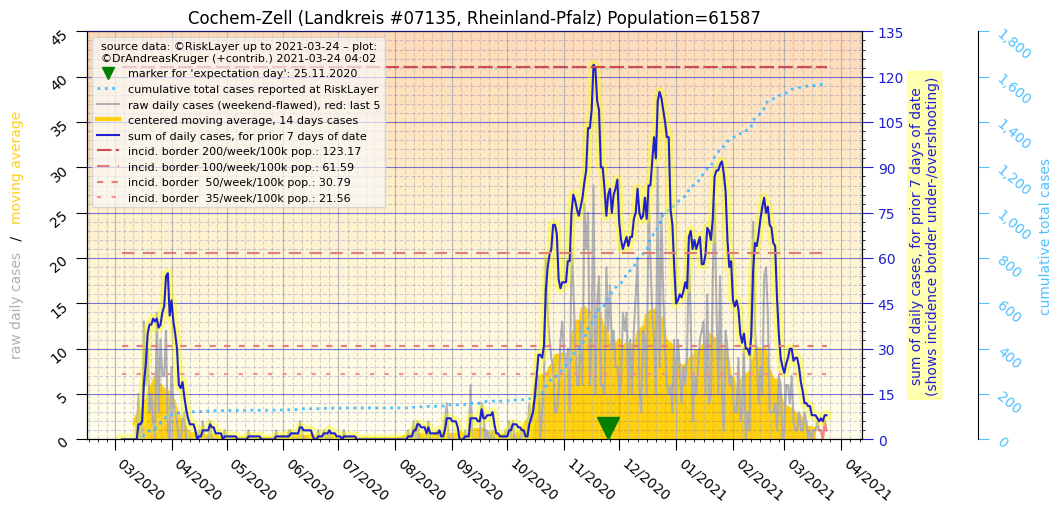 Cochem-Zell (Landkreis #07135, Rheinland-Pfalz) Population=61587
source data: ©RiskLayer up to 2021-03-24 – plot:
©DrAndreasKruger (+contrib.) 2021-03-24 04:02
marker for 'expectation day': 25.11.2020
cumulative total cases reported at RiskLayer
raw daily cases (weekend-flawed), red: last 5
centered moving average, 14 days cases
sum of daily cases, for prior 7 days of date
incid. border 200/week/100k pop.: 123.17
incid. border 100/week/100k pop.: 61.59
incid. border  50/week/100k pop.: 30.79
incid. border  35/week/100k pop.: 21.56
raw daily cases / moving average
45
40
35
30
25
20
15
10
5
0
03/2020
04/2020
05/2020
06/2020
07/2020
08/2020
09/2020
10/2020
11/2020
12/2020
01/2021
02/2021
03/2021
04/2021
135
120
105
90
75
60
45
30
15
0
sum of daily cases, for prior 7 days of date
(shows incidence border under-/overshooting)
1,800
1,600
1,400
1,200
1,000
800
600
400
200
0
cumulative total cases